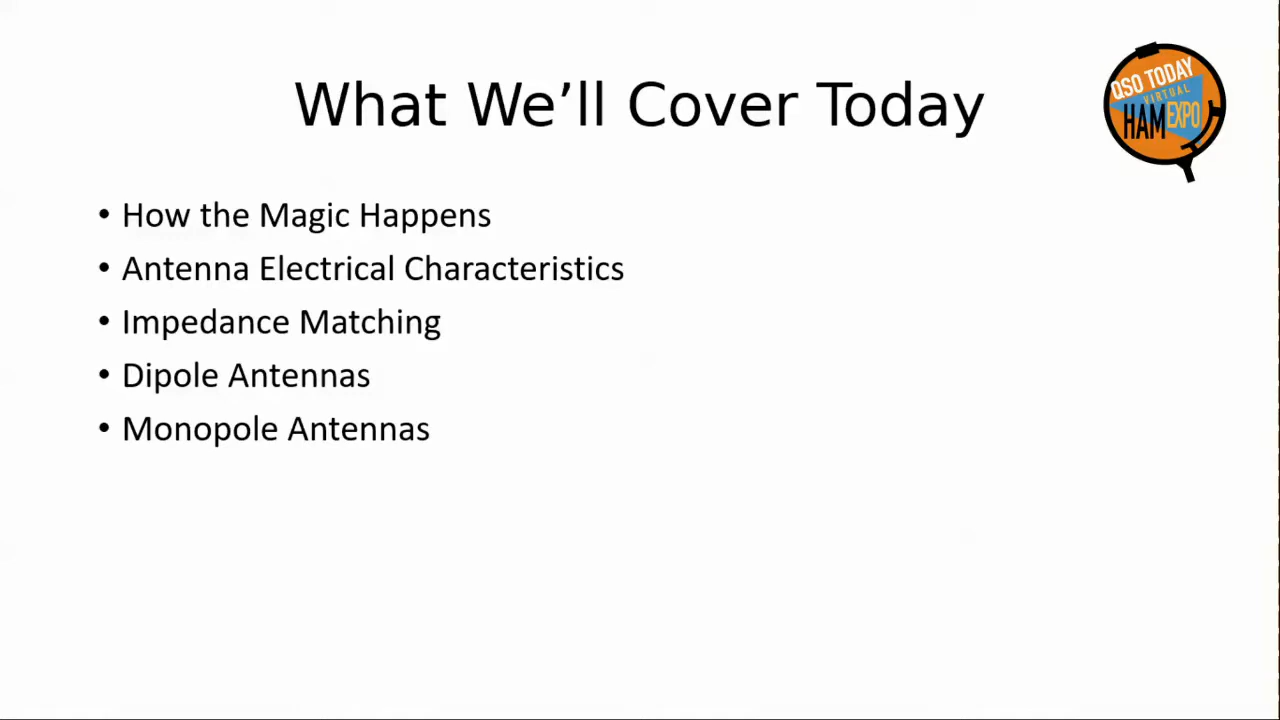 What We’ll Cover Today
QSO TODAY
VIRTUAL
HAM EXPO
• How the Magic Happens
• Antenna Electrical Characteristics
• Impedance Matching
• Dipole Antennas
• Monopole Antennas